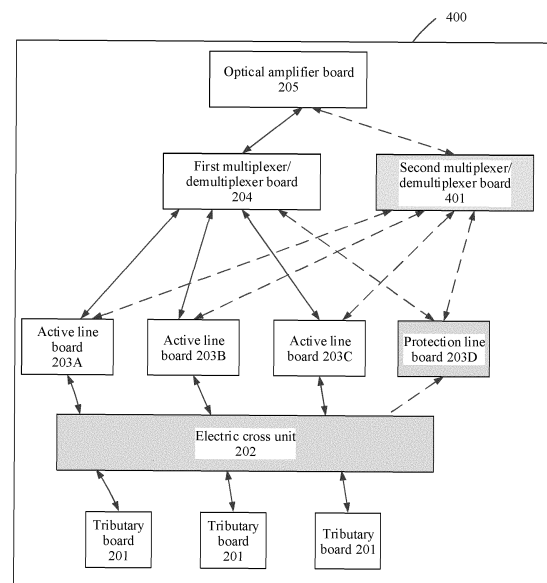 400
Optical amplifier board
205
First multiplexer/
demultiplexer board
204
Second multiplexer/
demultiplexer board
401
Active line
board
203A
Active line
board 203B
Active line
board 203C
Protection line
board 203D
Electric cross unit
202
Tributary
board
201
Tributary
board
201
Tributary
board 201